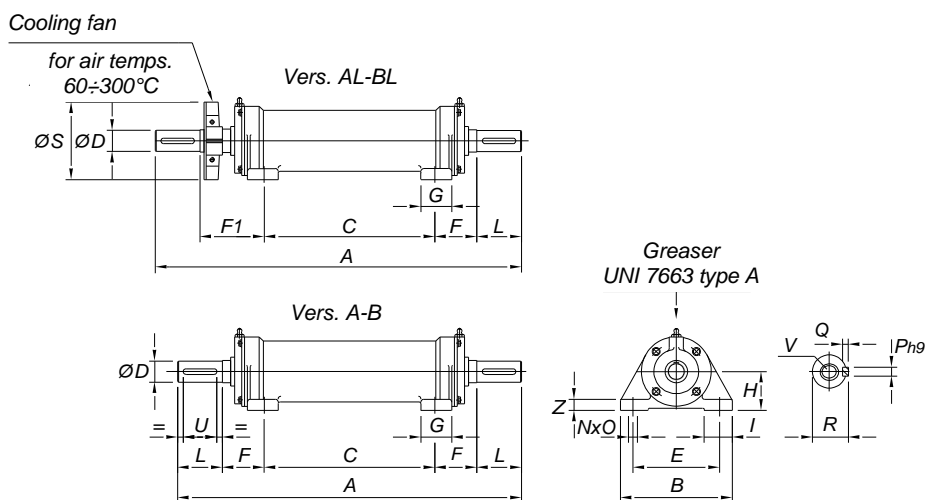 Cooling fan
for air temps.
60÷300°C
Vers. AL-BL
ØS ØD
G
F1 C F L
A
Greaser
UNI 7663 type A
Vers. A-B
Q
V Ph9
ØD
H
Z
G NxO I
= U = R
L F C F L E
A B